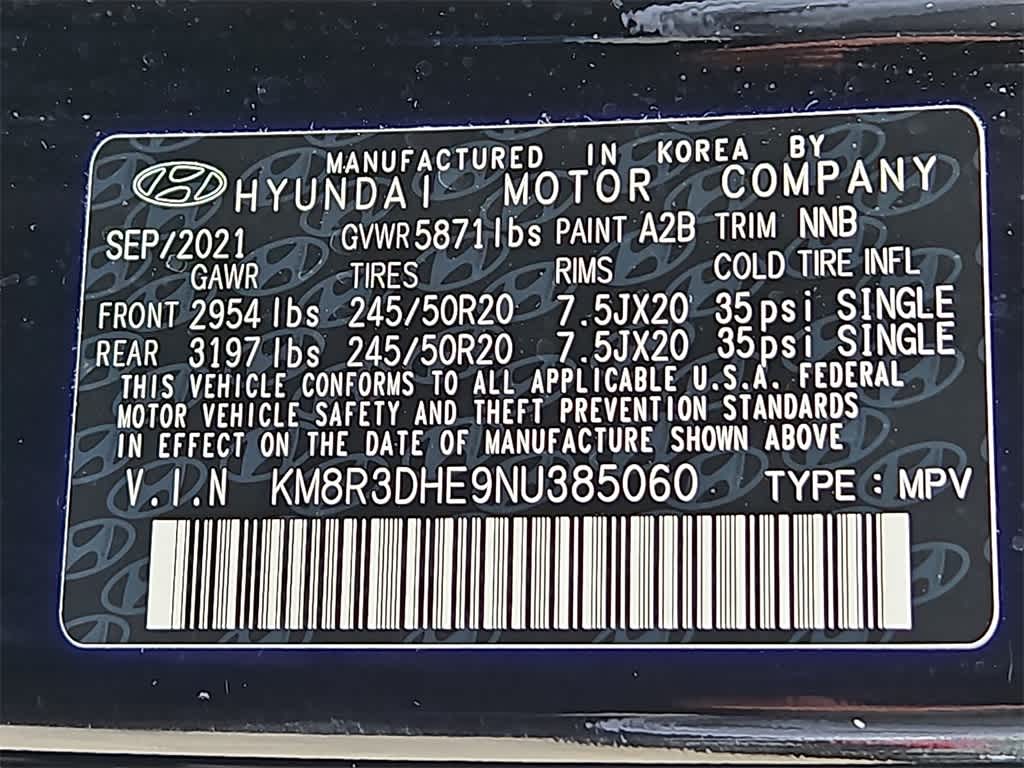 MANUFACTURED IN KOREA BY
HYUNDAI MOTOR COMPANY
SEP/2021 GVWR 5871 lbs PAINT A2B TRIM NNB
GAWR TIRES RIMS COLD TIRE INFL
FRONT 2954 lbs 245/50R20 7.5JX20 35psi SINGLE
REAR 3197 lbs 245/50R20 7.5JX20 35psi SINGLE
THIS VEHICLE CONFORMS TO ALL APPLICABLE U.S.A. FEDERAL
MOTOR VEHICLE SAFETY AND THEFT PREVENTION STANDARDS
IN EFFECT ON THE DATE OF MANUFACTURE SHOWN ABOVE
V.I.N KM8R3DHE9NU385060 TYPE : MPV